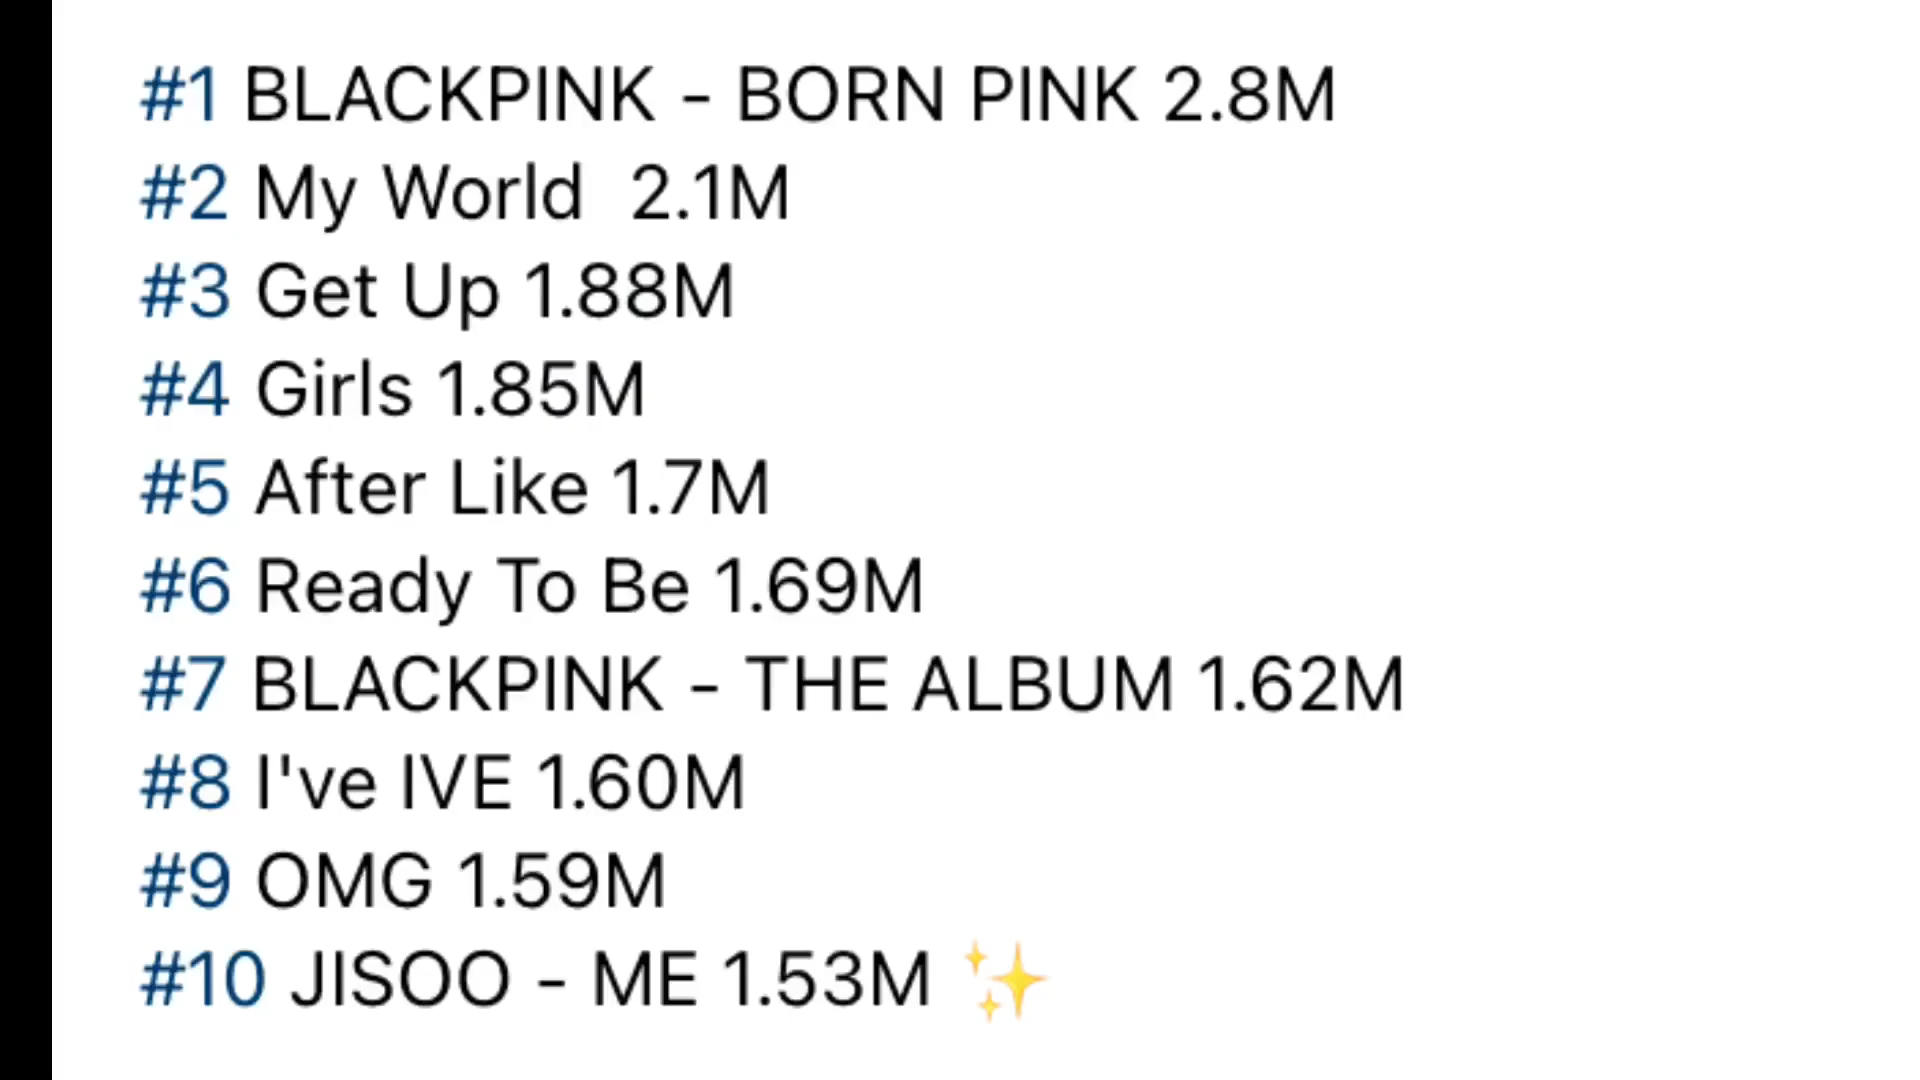 #1 BLACKPINK - BORN PINK 2.8M
#2 My World  2.1M
#3 Get Up 1.88M
#4 Girls 1.85M
#5 After Like 1.7M
#6 Ready To Be 1.69M
#7 BLACKPINK - THE ALBUM 1.62M
#8 I've IVE 1.60M
#9 OMG 1.59M
#10 JISOO - ME 1.53M ✨